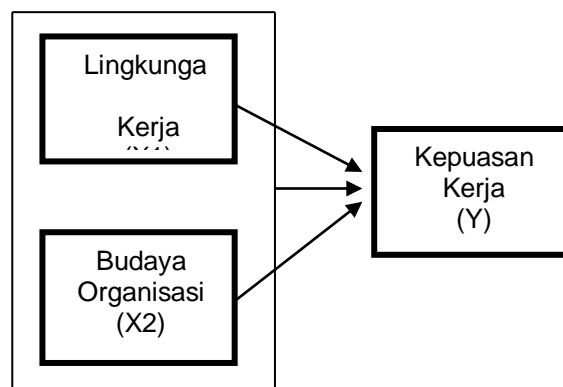 Lingkunga
Kerja
Kepuasan
Kerja
(Y)
Budaya
Organisasi
(X2)